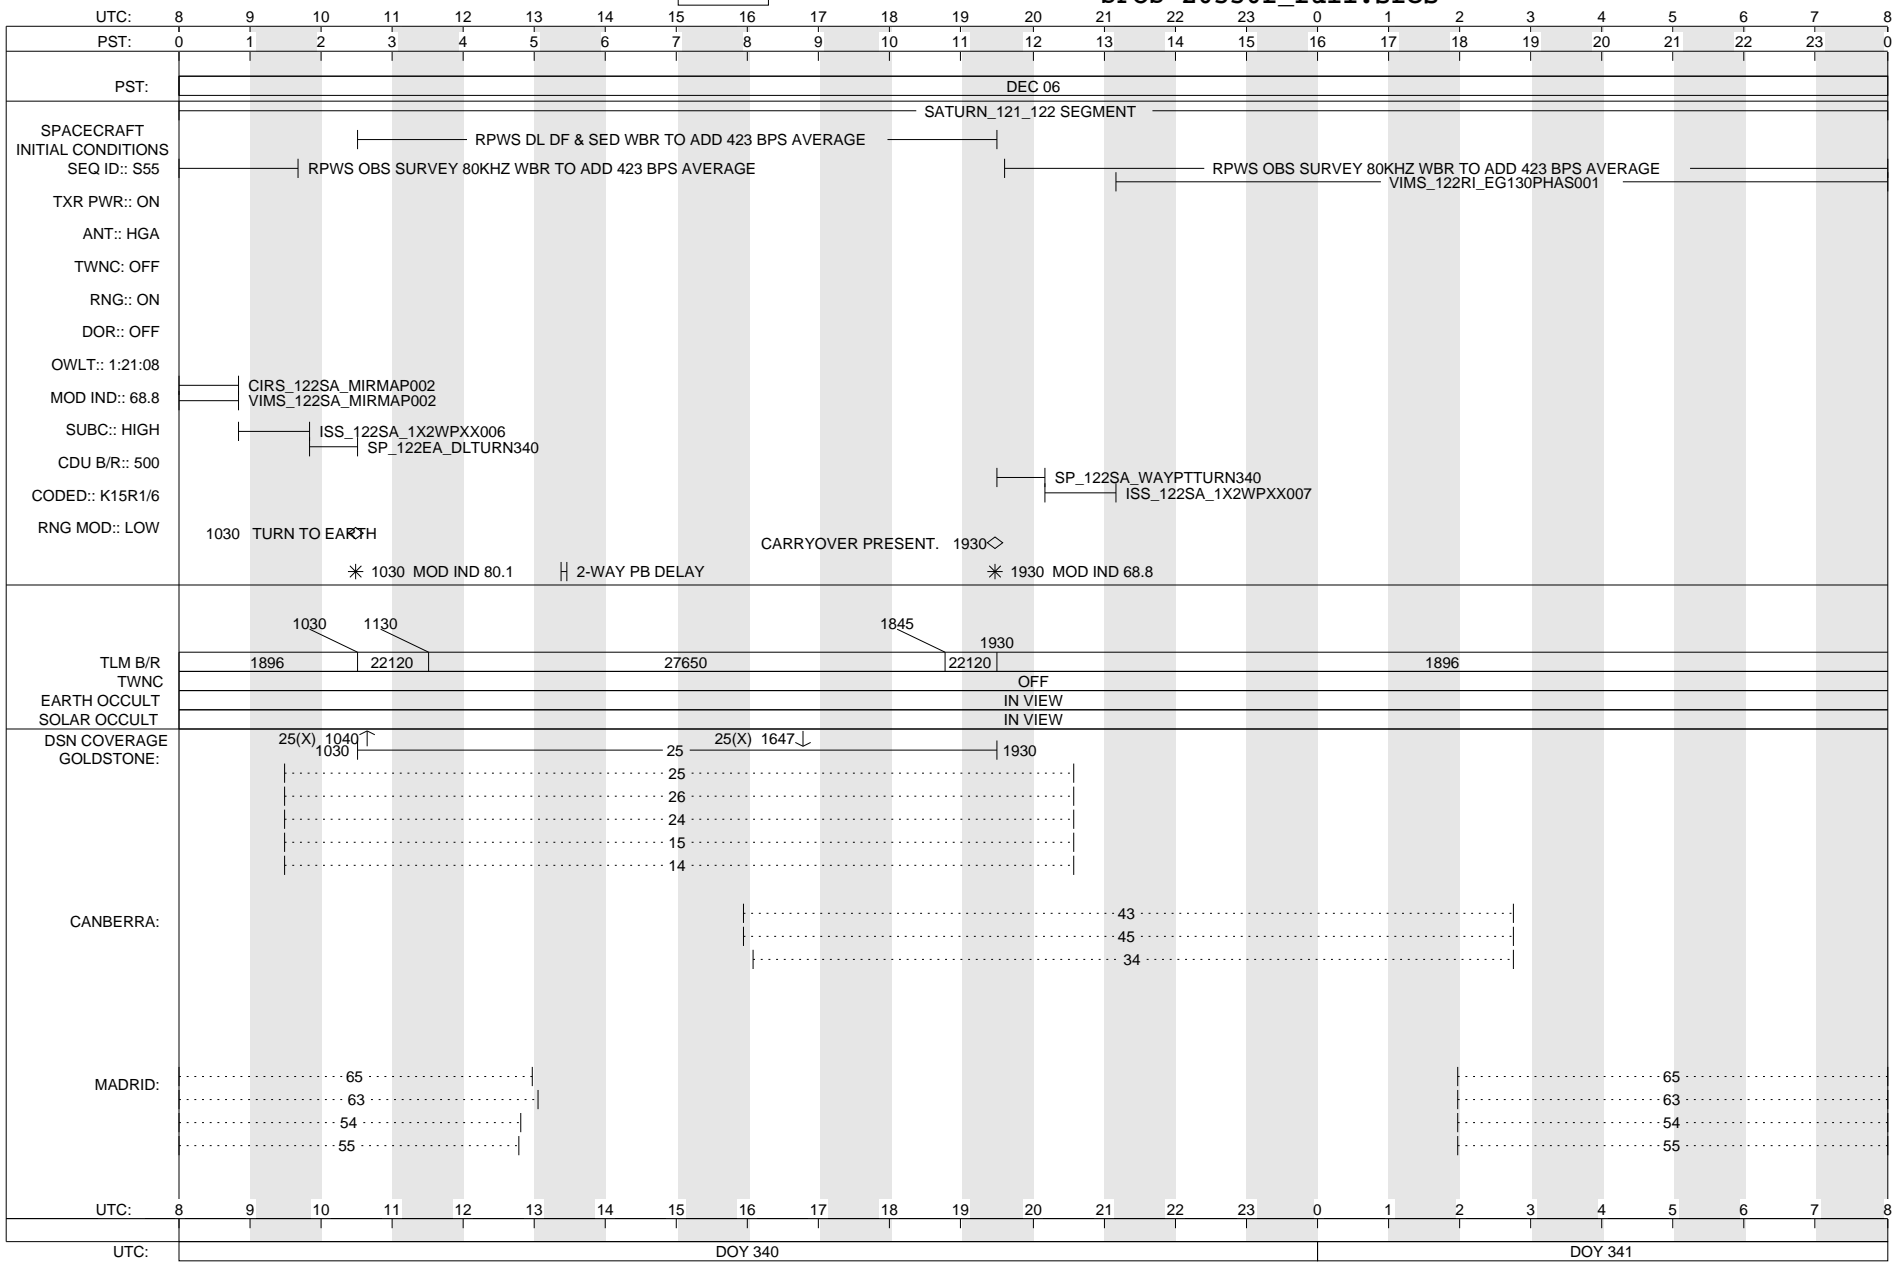 UTC: 8 9 10 11 12 13 14 15 16 17 18 19 20 21 22 23 0 1 2 3 4 5 6 7 8
PST: 0 1 2 3 4 5 6 7 8 9 10 11 12 13 14 15 16 17 18 19 20 21 22 23 0
PST: DEC 06
SATURN_121_122 SEGMENT
SPACECRAFT
INITIAL CONDITIONS
RPWS DL DF & SED WBR TO ADD 423 BPS AVERAGE
SEQ ID:: S55
RPWS OBS SURVEY 80KHZ WBR TO ADD 423 BPS AVERAGE
RPWS OBS SURVEY 80KHZ WBR TO ADD 423 BPS AVERAGE
VIMS_122RI_EG130PHAS001
TXR PWR:: ON
ANT:: HGA
TWNC: OFF
RNG:: ON
DOR:: OFF
OWLT:: 1:21:08
CIRS_122SA_MIRMAP002
MOD IND:: 68.8
VIMS_122SA_MIRMAP002
SUBC:: HIGH
ISS_122SA_1X2WPXX006
SP_122EA_DLTURN340
CDU B/R:: 500
SP_122SA_WAYPTTURN340
CODED:: K15R1/6
ISS_122SA_1X2WPXX007
RNG MOD:: LOW
1030 TURN TO EARTH
CARRYOVER PRESENT. 1930
1030 MOD IND 80.1
2-WAY PB DELAY
1930 MOD IND 68.8
1030 1130 1845
1930
TLM B/R 1896 22120 27650 22120 1896
TWNC OFF
EARTH OCCULT IN VIEW
SOLAR OCCULT IN VIEW
DSN COVERAGE 25(X) 1040 25(X) 1647
GOLDSTONE: 1030 25 1930
25
26
24
15
14
CANBERRA: 43
45
34
MADRID: 65 65
63 63
54 54
55 55
UTC: 8 9 10 11 12 13 14 15 16 17 18 19 20 21 22 23 0 1 2 3 4 5 6 7 8
UTC: DOY 340 DOY 341